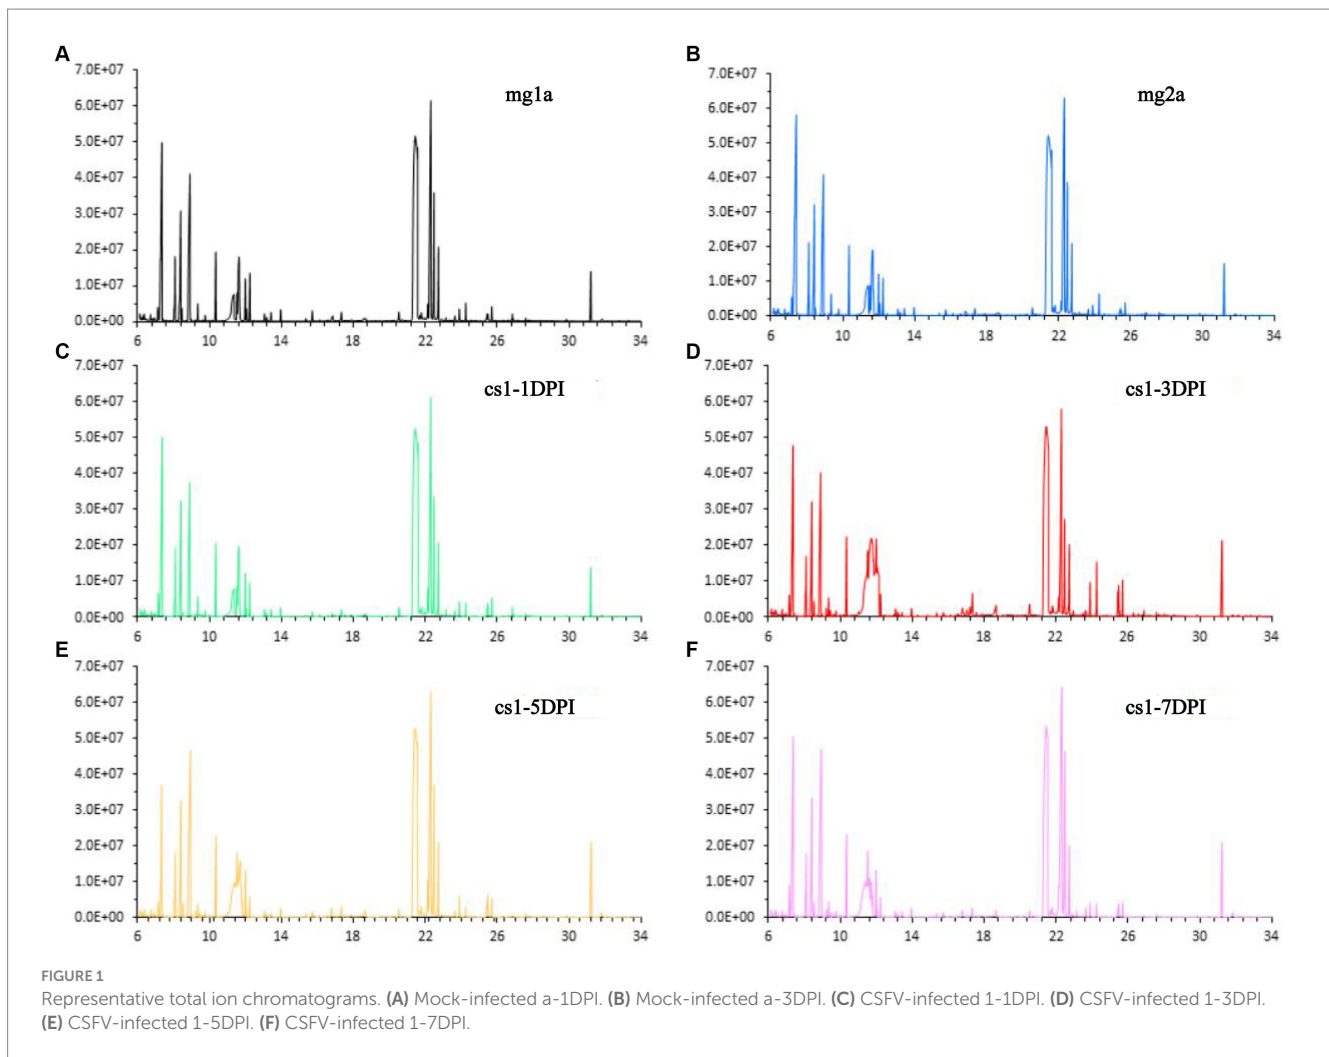 A
B
7.0E+07
6.0E+07
5.0E+07
4.0E+07
3.0E+07
2.0E+07
1.0E+07
0.0E+00
mg1a
6 10 14 18 22 26 30 34
7.0E+07
6.0E+07
5.0E+07
4.0E+07
3.0E+07
2.0E+07
1.0E+07
0.0E+00
mg2a
6 10 14 18 22 26 30 34
C
D
7.0E+07
6.0E+07
5.0E+07
4.0E+07
3.0E+07
2.0E+07
1.0E+07
0.0E+00
cs1-1DPI
6 10 14 18 22 26 30 34
7.0E+07
6.0E+07
5.0E+07
4.0E+07
3.0E+07
2.0E+07
1.0E+07
0.0E+00
cs1-3DPI
6 10 14 18 22 26 30 34
E
F
7.0E+07
6.0E+07
5.0E+07
4.0E+07
3.0E+07
2.0E+07
1.0E+07
0.0E+00
cs1-5DPI
6 10 14 18 22 26 30 34
7.0E+07
6.0E+07
5.0E+07
4.0E+07
3.0E+07
2.0E+07
1.0E+07
0.0E+00
cs1-7DPI
6 10 14 18 22 26 30 34
FIGURE 1
Representative total ion chromatograms. (A) Mock-infected a-1DPI. (B) Mock-infected a-3DPI. (C) CSFV-infected 1-1DPI. (D) CSFV-infected 1-3DPI.
(E) CSFV-infected 1-5DPI. (F) CSFV-infected 1-7DPI.